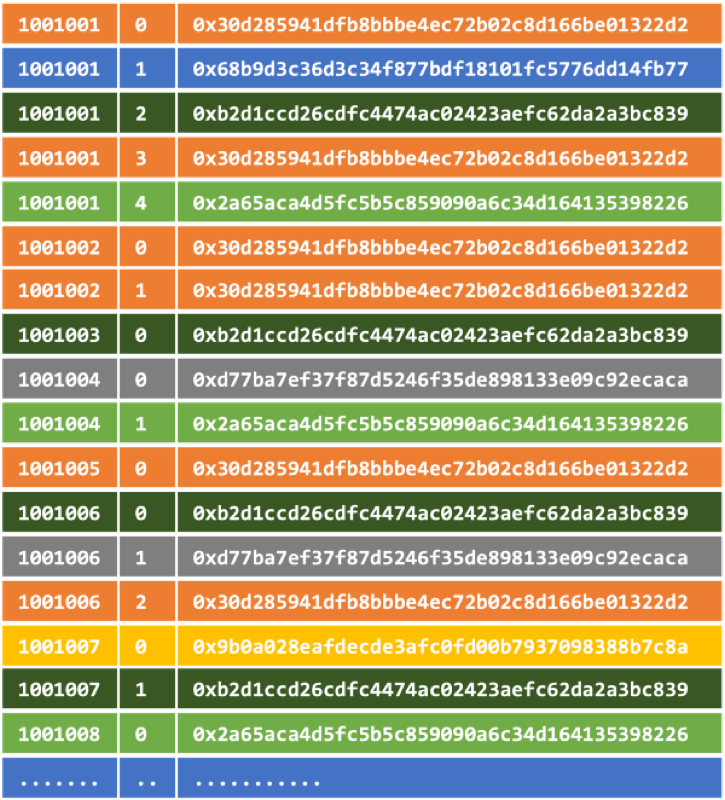 1001001 0 0x30d285941dfb8bbbe4ec72b02c8d166be01322d2
1001001 1 0x68b9d3c36d3c34f877bdf18101fc5776dd14fb77
1001001 2 0xb2d1ccd26cdfc4474ac02423aefc62da2a3bc839
1001001 3 0x30d285941dfb8bbbe4ec72b02c8d166be01322d2
1001001 4 0x2a65aca4d5fc5b5c859090a6c34d164135398226
1001002 0 0x30d285941dfb8bbbe4ec72b02c8d166be01322d2
1001002 1 0x30d285941dfb8bbbe4ec72b02c8d166be01322d2
1001003 0 0xb2d1ccd26cdfc4474ac02423aefc62da2a3bc839
1001004 0 0xd77ba7ef37f87d5246f35de898133e09c92ecaca
1001004 1 0x2a65aca4d5fc5b5c859090a6c34d164135398226
1001005 0 0x30d285941dfb8bbbe4ec72b02c8d166be01322d2
1001006 0 0xb2d1ccd26cdfc4474ac02423aefc62da2a3bc839
1001006 1 0xd77ba7ef37f87d5246f35de898133e09c92ecaca
1001006 2 0x30d285941dfb8bbbe4ec72b02c8d166be01322d2
1001007 0 0x9b0a028eafdecde3afc0fd00b7937098388b7c8a
1001007 1 0xb2d1ccd26cdfc4474ac02423aefc62da2a3bc839
1001008 0 0x2a65aca4d5fc5b5c859090a6c34d164135398226
....... .. ...........